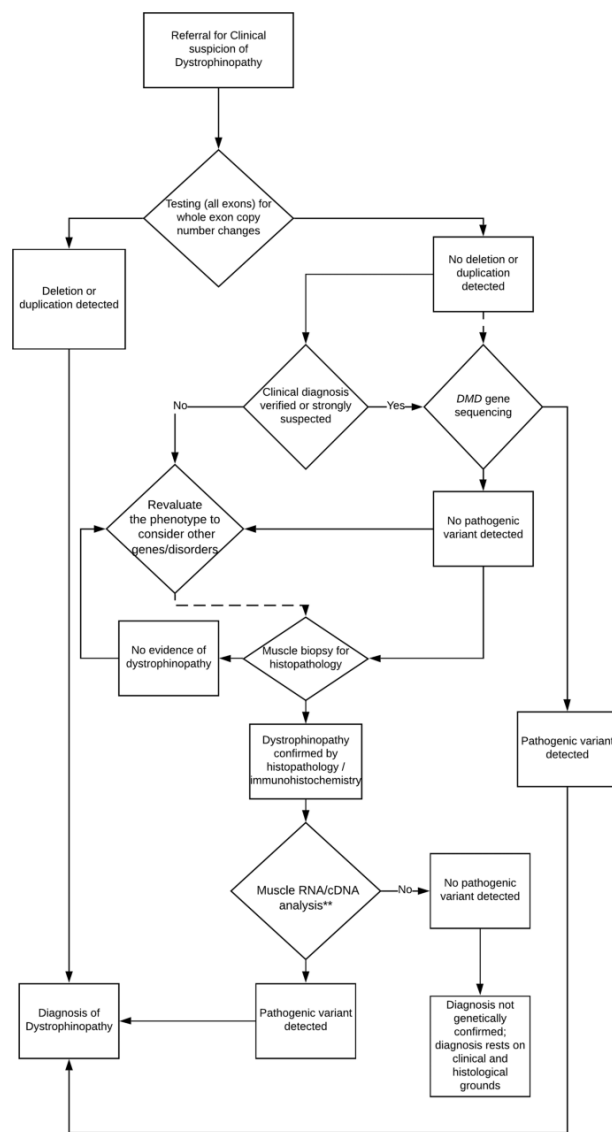 Referral for Clinical
suspicion of
Dystrophinopathy
Testing (all exons) for
whole exon copy
number changes
Deletion or
duplication detected
No deletion or
duplication
detected
Clinical diagnosis
verified or strongly
suspected
No
Yes
DMD gene
sequencing
Revaluate
the phenotype to
consider other
genes/disorders
No pathogenic
variant detected
No evidence of
dystrophinopathy
Muscle biopsy for
histopathology
Dystrophinopathy
confirmed by
histopathology /
immunohistochemistry
Pathogenic variant
detected
Muscle RNA/cDNA
analysis**
No
No pathogenic
variant detected
Diagnosis of
Dystrophinopathy
Pathogenic variant
detected
Diagnosis not
genetically
confirmed;
diagnosis rests on
clinical and
histological
grounds